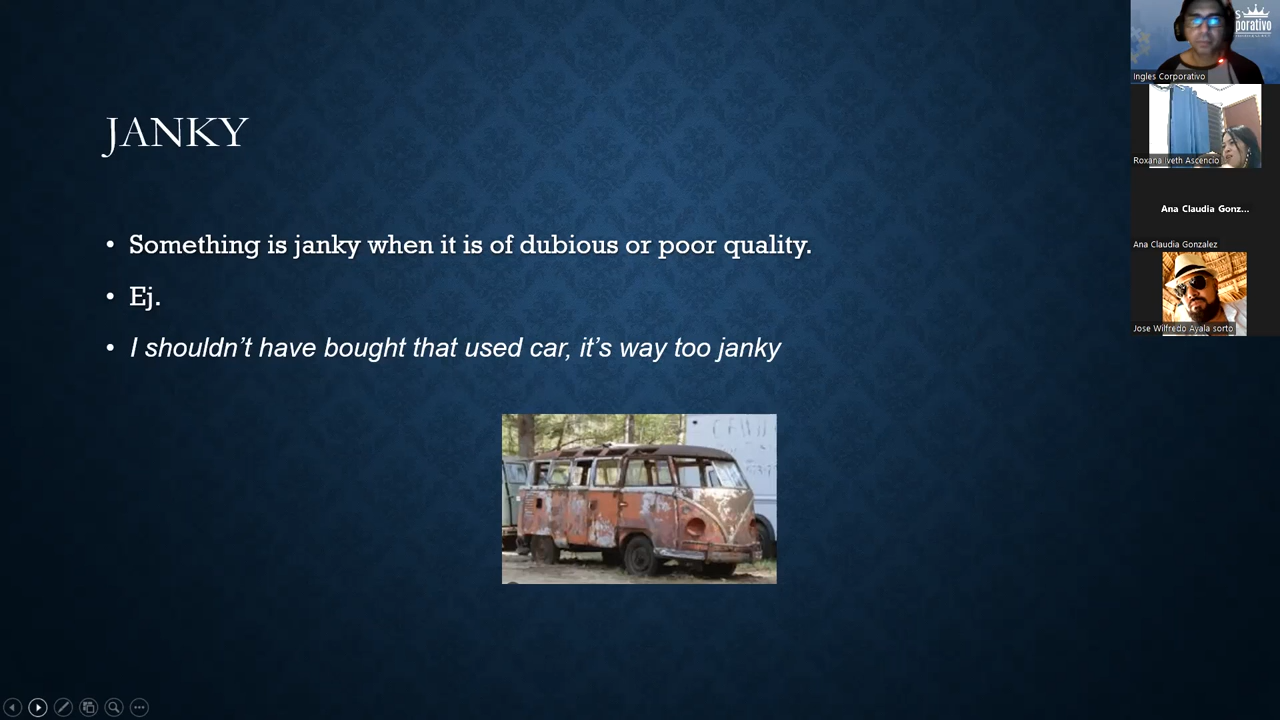 JANKY
• Something is janky when it is of dubious or poor quality.
• Ej.
• I shouldn’t have bought that used car, it’s way too janky
S
porativo
Ingles Corporativo
Roxana Iveth Ascencio
Ana Claudia Gonz...
Ana Claudia Gonzalez
Jose Wilfredo Ayala sorto